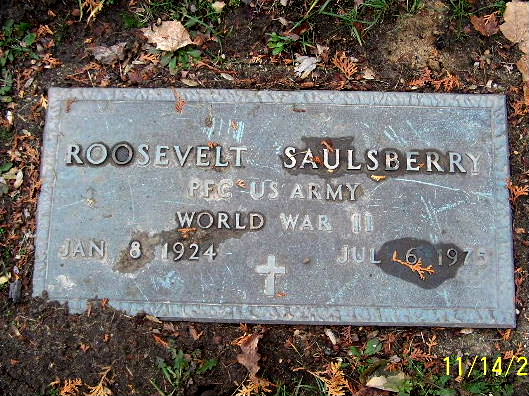 ROOSEVELT SAULSBERRY
PFC US ARMY
WORLD WAR II
JAN 8 1924 JUL 6 1975
11/14/2